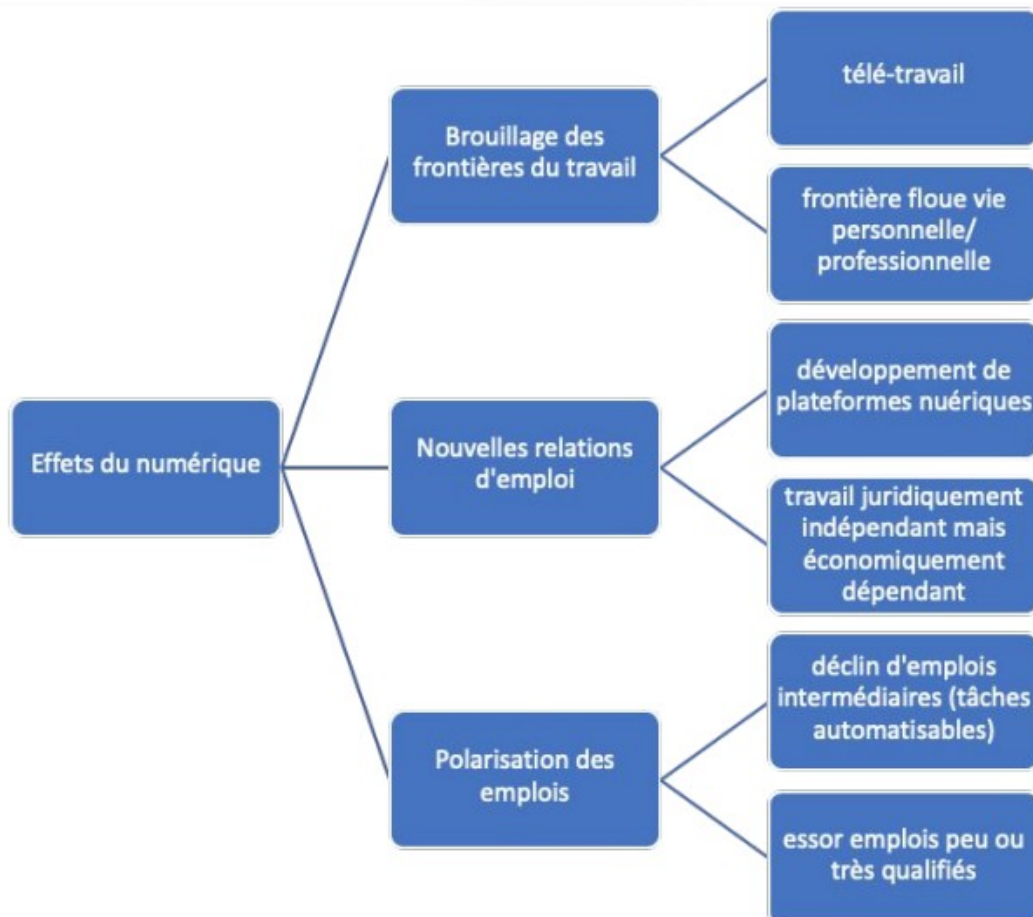 Effets du numérique
Brouillage des
frontières du travail
télé-travail
frontière floue vie
personnelle/
professionnelle
Nouvelles relations
d'emploi
développement de
plateformes nuériques
travail juridiquement
indépendant mais
économiquement
dépendant
Polarisation des
emplois
déclin d'emplois
intermédiaires (tâches
automatisables)
essor emplois peu ou
très qualifiés